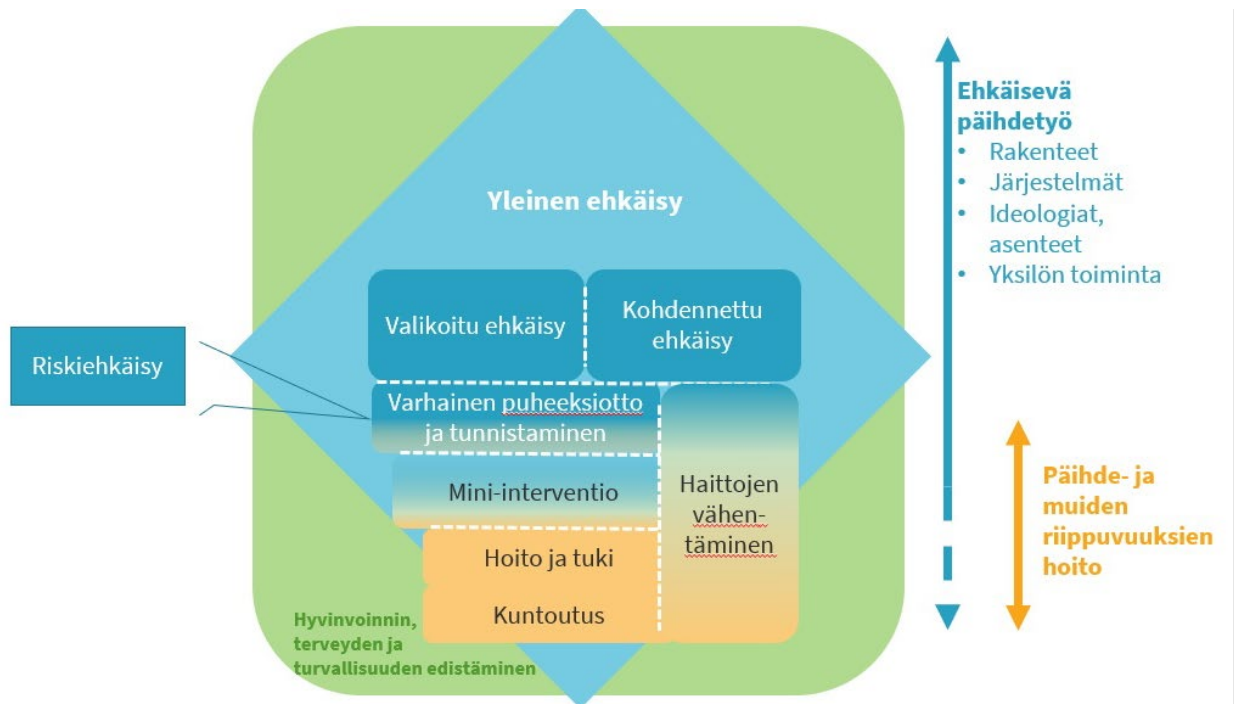 Yleinen ehkäisy
Valikoitu ehkäisy
Kohdennettu
ehkäisy
Riskiehkäisy
Varhainen puheeksiotto
ja tunnistaminen
Mini-interventio
Haittojen
vähen-
täminen
Hoito ja tuki
Kuntoutus
Hyvinvoinnin,
terveyden ja
turvallisuuden edistäminen
Ehkäisevä
päihdetyö
• Rakenteet
• Järjestelmät
• Ideologiat,
asenteet
• Yksilön toiminta
Päihde- ja
muiden
riippuvuuksien
hoito